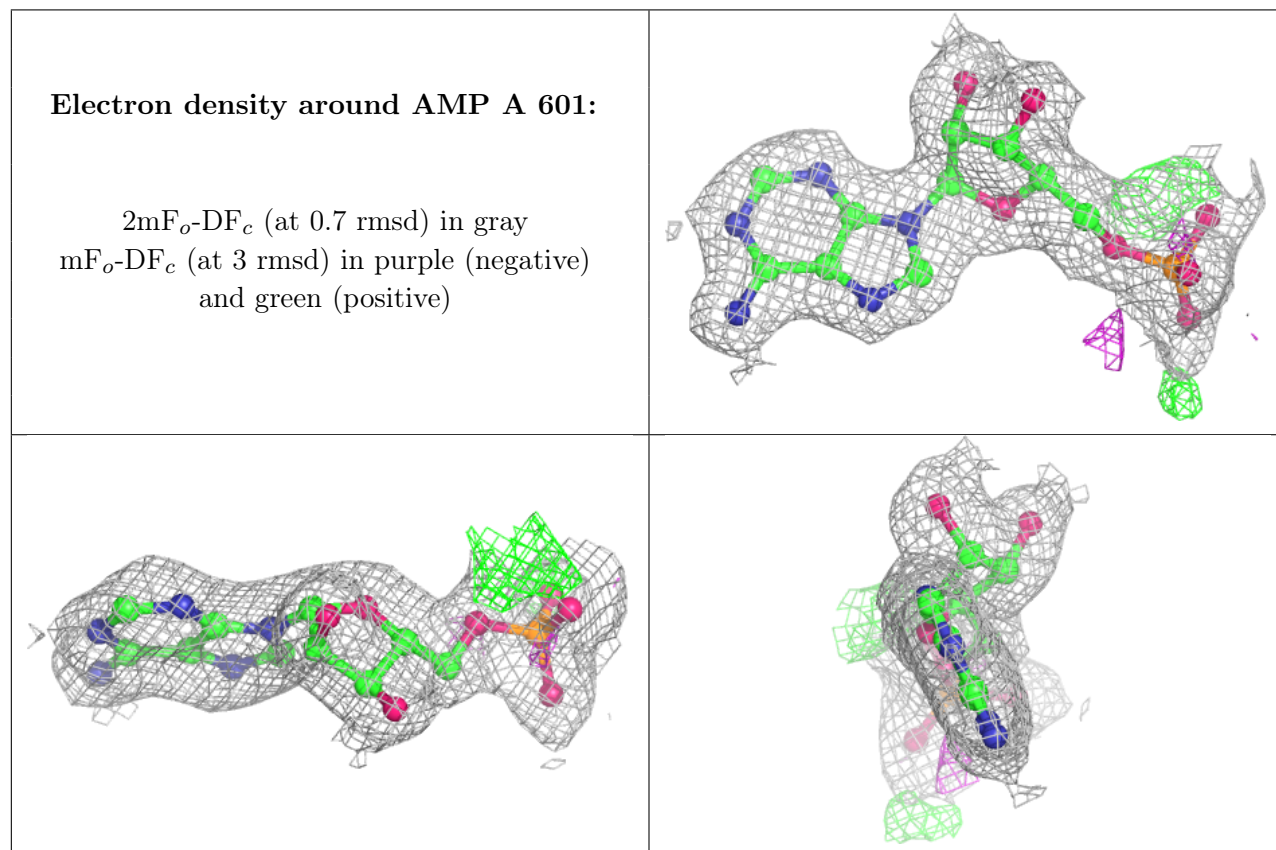 Electron density around AMP A 601:
2mFo-DFc (at 0.7 rmsd) in gray
mFo-DFc (at 3 rmsd) in purple (negative)
and green (positive)